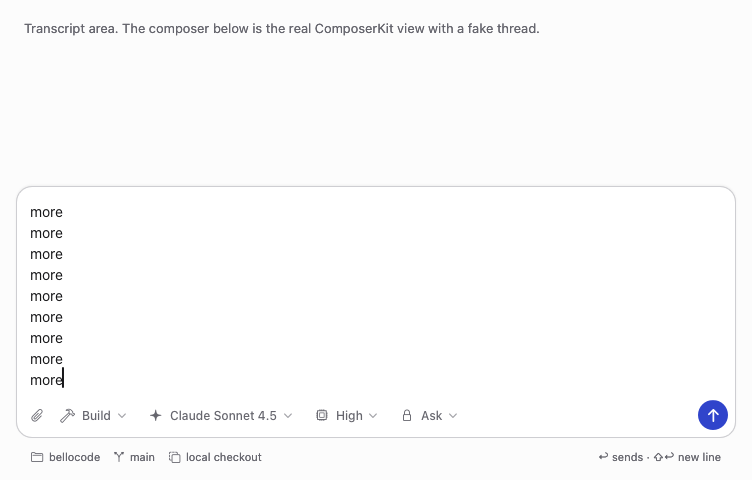 Transcript area. The composer below is the real ComposerKit view with a fake thread.
more
more
more
more
more
more
more
more
more
Build Claude Sonnet 4.5 High Ask
bellocode main local checkout ↩ sends · ⇧↩ new line